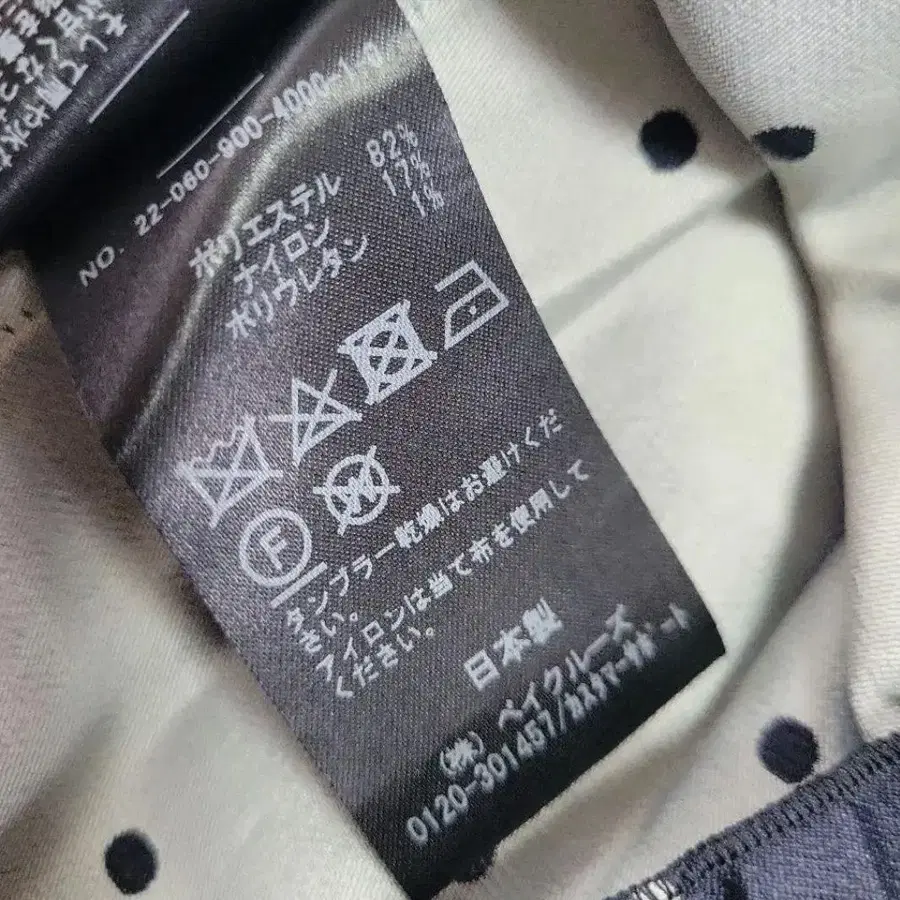 NO. 22-060-900-4000-1-0
ポリエステル 82%
ナイロン 17%
ポリウレタン 1%
F
W
タンブラー乾燥はお避けくだ
さい。
アイロンは当て布を使用して
ください。
日本製
(株) ベイクルーズ
0120-301457/カスタマーサポート